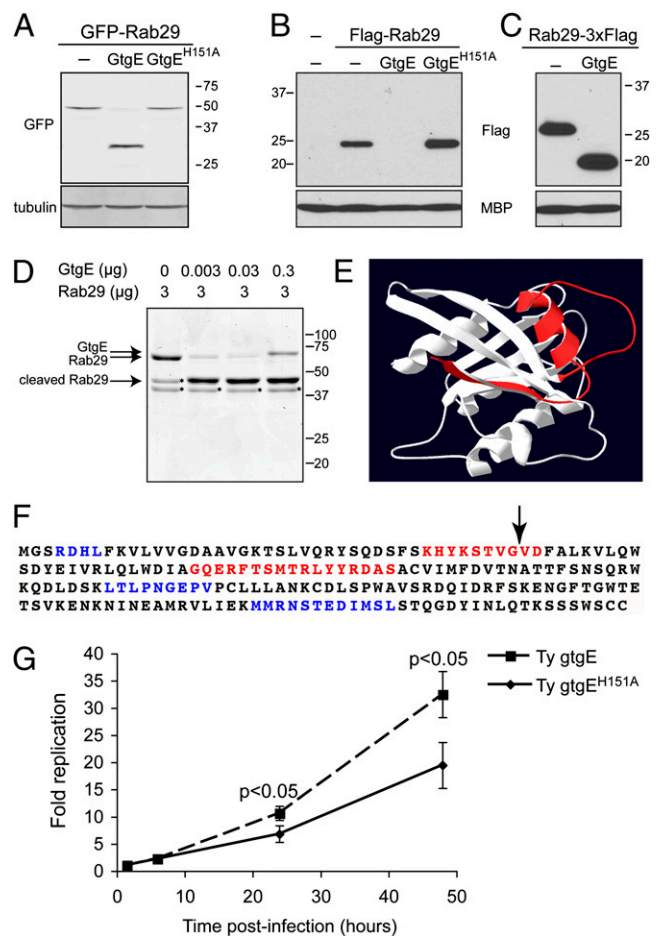 A
GFP-Rab29
– GtgE GtgE^H151A
GFP
-75
-50
-37
-25
tubulin
B
Flag-Rab29
– – GtgE GtgE^H151A
37-
25-
20-
C
Rab29-3xFlag
– GtgE
Flag
-37
-25
-20
MBP
D
GtgE (µg) 0 0.003 0.03 0.3
Rab29 (µg) 3 3 3 3
GtgE
Rab29
cleaved Rab29
-100
-75
-50
-37
-25
-20
E
F
MGSRDHLFKVLVVGDAAVGKTSLVQRYSQDSFSKHYKSTVGVDFALKVLQW
SDYEIVRLQLWDIAGQERFTSMTRLYYRDASACVIMFDVTNATTFSNSQRW
KQDLDSKLTLPNGEPVPCLLLANKCDLSPWAVSRDQIDRFSKENGFTGWTE
TSVKENKNINEAMRVLIEKMMRNSTEDIMSLSTQGDYINLQTKSSSWSCC
G
Fold replication
40
35
30
25
20
15
10
5
0
p<0.05
p<0.05
0 10 20 30 40 50
Time post-infection (hours)
Ty gtgE
Ty gtgE^H151A